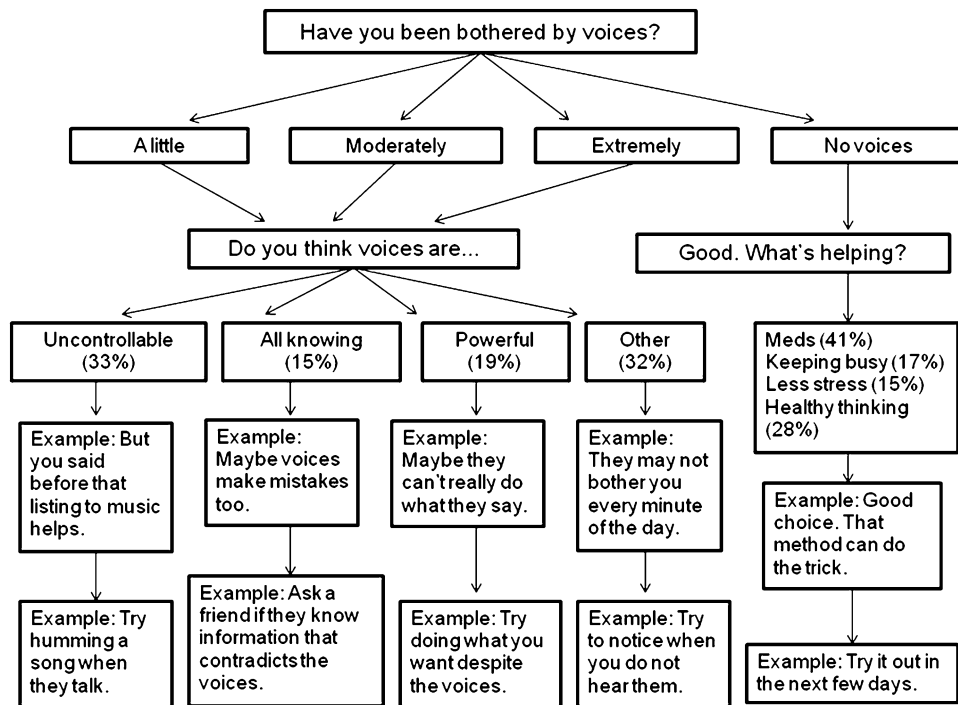 Have you been bothered by voices?
A little
Moderately
Extremely
No voices
Do you think voices are...
Good. What's helping?
Uncontrollable
(33%)
All knowing
(15%)
Powerful
(19%)
Other
(32%)
Meds (41%)
Keeping busy (17%)
Less stress (15%)
Healthy thinking
(28%)
Example: But
you said
before that
listing to music
helps.
Example:
Maybe voices
make mistakes
too.
Example:
Maybe they
can't really do
what they say.
Example:
They may not
bother you
every minute
of the day.
Example: Good
choice. That
method can do
the trick.
Example: Try
humming a
song when
they talk.
Example: Ask a
friend if they know
information that
contradicts the
voices.
Example: Try
doing what you
want despite
the voices.
Example: Try
to notice when
you do not
hear them.
Example: Try it out in
the next few days.